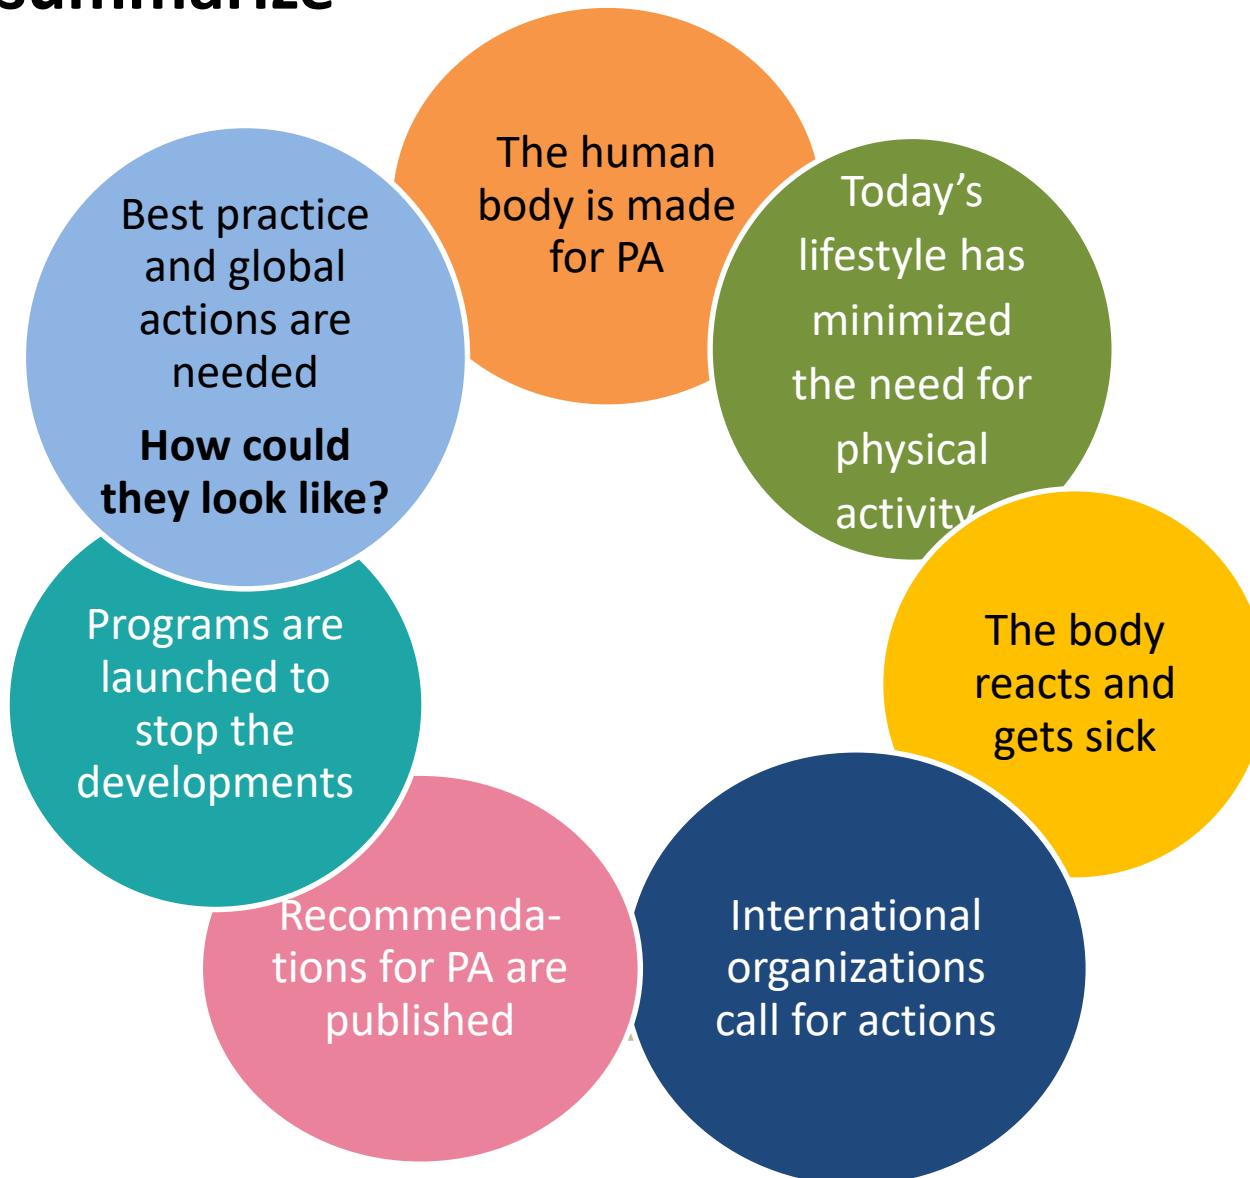 summarize
The human
body is made
for PA
Today’s
lifestyle has
minimized
the need for
physical
activity
The body
reacts and
gets sick
International
organizations
call for actions
Recommenda-
tions for PA are
published
Programs are
launched to
stop the
developments
Best practice
and global
actions are
needed
How could
they look like?